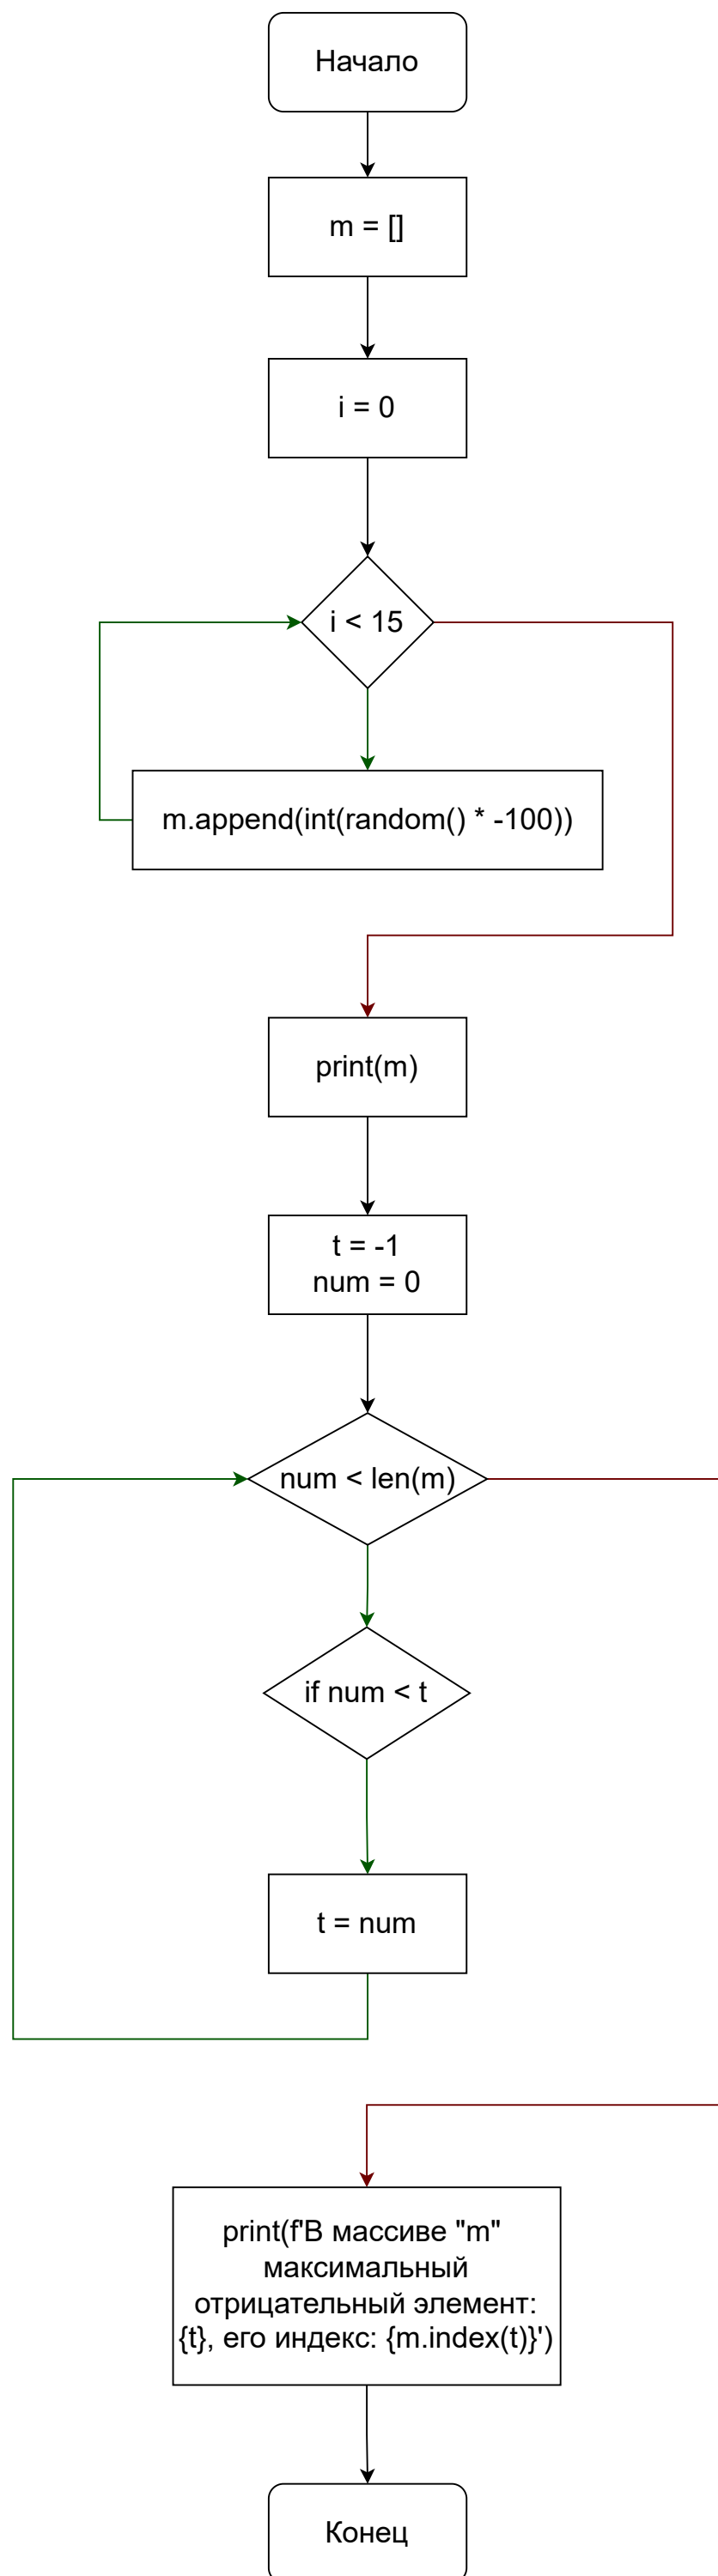 Начало
m = []
i = 0
i < 15
m.append(int(random() * -100))
print(m)
t = -1
num = 0
num < len(m)
if num < t
t = num
print(f'В массиве "m"
максимальный
отрицательный элемент:
{t}, его индекс: {m.index(t)}')
Конец